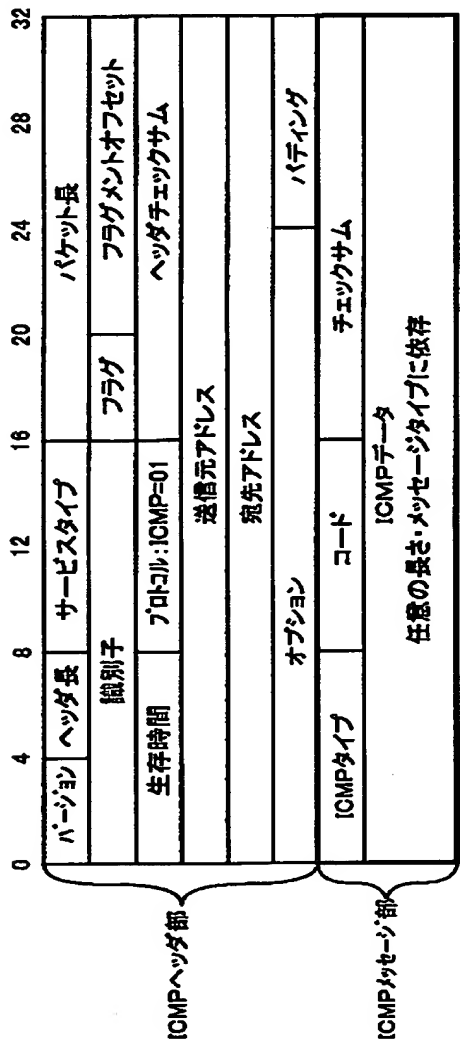 0 4 8 12 16 20 24 28 32
バージョン ヘッダ長 サービスタイプ パケット長
識別子 フラグ フラグメントオフセット
生存時間 プロトコル:ICMP=01 ヘッダチェックサム
送信元アドレス
宛先アドレス
オプション パディング
ICMPヘッダ部
ICMPタイプ コード チェックサム
ICMPデータ
任意の長さ・メッセージタイプに依存
ICMPメッセージ部